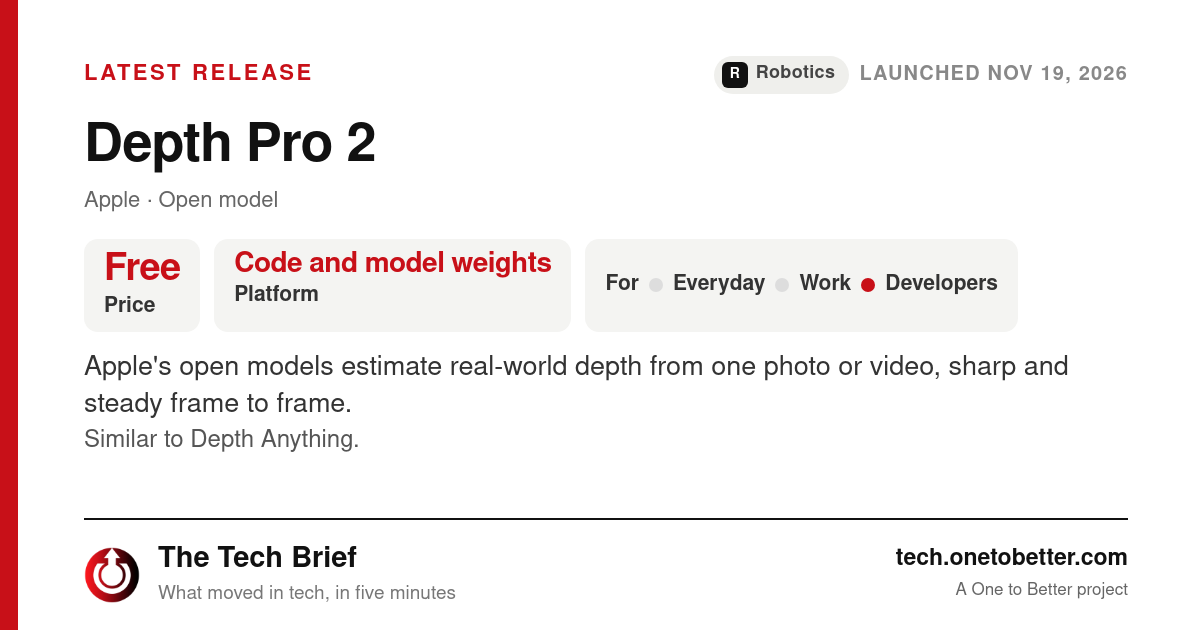 LATEST RELEASE
R Robotics LAUNCHED NOV 19, 2026
Depth Pro 2
Apple · Open model
Free
Price
Code and model weights
Platform
For Everyday Work Developers
Apple's open models estimate real-world depth from one photo or video, sharp and
steady frame to frame.
Similar to Depth Anything.
The Tech Brief
What moved in tech, in five minutes
tech.onetobetter.com
A One to Better project